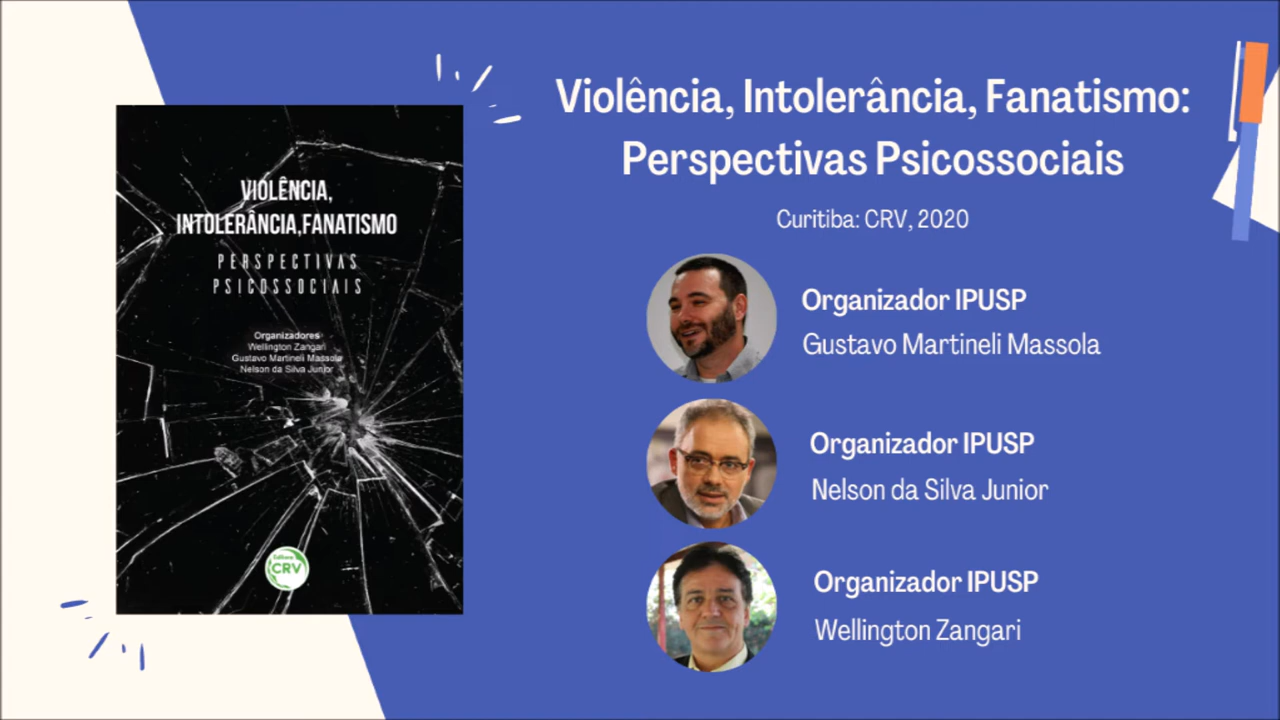 VIOLÊNCIA,
INTOLERÂNCIA,FANATISMO
PERSPECTIVAS
PSICOSSOCIAIS
Organizadores
Wellington Zangari
Gustavo Martineli Massola
Nelson da Silva Junior
Editora
CRV
Violência, Intolerância, Fanatismo:
Perspectivas Psicossociais
Curitiba: CRV, 2020
Organizador IPUSP
Gustavo Martineli Massola
Organizador IPUSP
Nelson da Silva Junior
Organizador IPUSP
Wellington Zangari